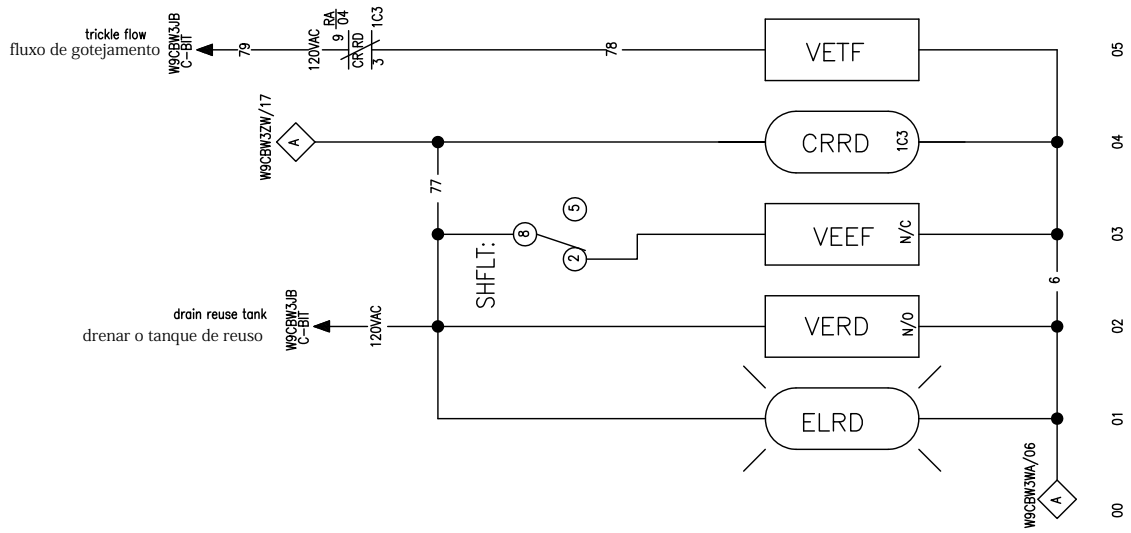 trickle flow
fluxo de gotejamento
W9CBW3JB
C-BIT
79
120VAC
9
RA
04
CRRD
3
1C3
78
VETF
05
W9CBW3ZW/17
A
CRRD
1C3
04
77
SHFLT:
8
5
2
VEEF
N/C
03
6
drain reuse tank
drenar o tanque de reuso
W9CBW3JB
C-BIT
120VAC
VERD
N/O
02
ELRD
01
W9CBW3WA/06
A
00